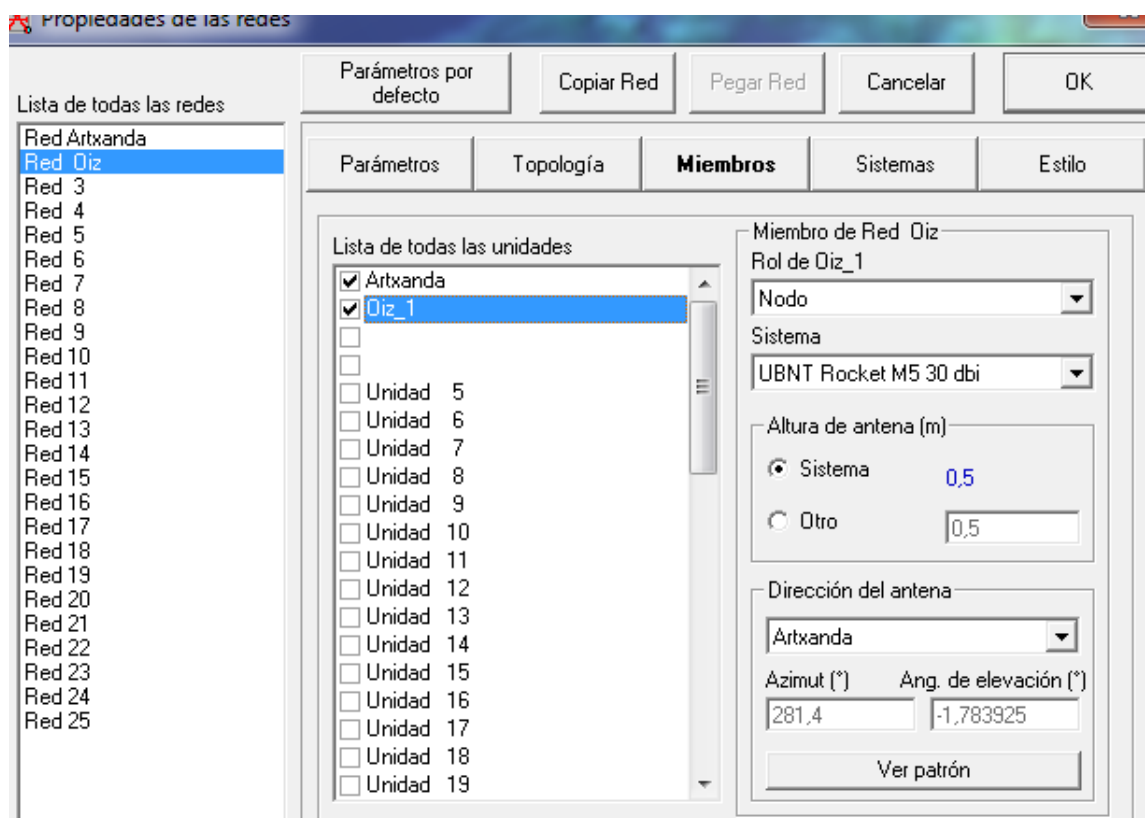 Propiedades de las redes
Parámetros por defecto
Copiar Red
Pegar Red
Cancelar
OK
Lista de todas las redes
Red Artxanda
Red Oiz
Red 3
Red 4
Red 5
Red 6
Red 7
Red 8
Red 9
Red 10
Red 11
Red 12
Red 13
Red 14
Red 15
Red 16
Red 17
Red 18
Red 19
Red 20
Red 21
Red 22
Red 23
Red 24
Red 25
Parámetros
Topología
Miembros
Sistemas
Estilo
Lista de todas las unidades
Artxanda
Oiz_1
Unidad 5
Unidad 6
Unidad 7
Unidad 8
Unidad 9
Unidad 10
Unidad 11
Unidad 12
Unidad 13
Unidad 14
Unidad 15
Unidad 16
Unidad 17
Unidad 18
Unidad 19
Miembro de Red Oiz
Rol de Oiz_1
Nodo
Sistema
UBNT Rocket M5 30 dbi
Altura de antena (m)
Sistema 0,5
Otro 0,5
Dirección del antena
Artxanda
Azimut (°) Ang. de elevación (°)
281,4 -1,783925
Ver patrón